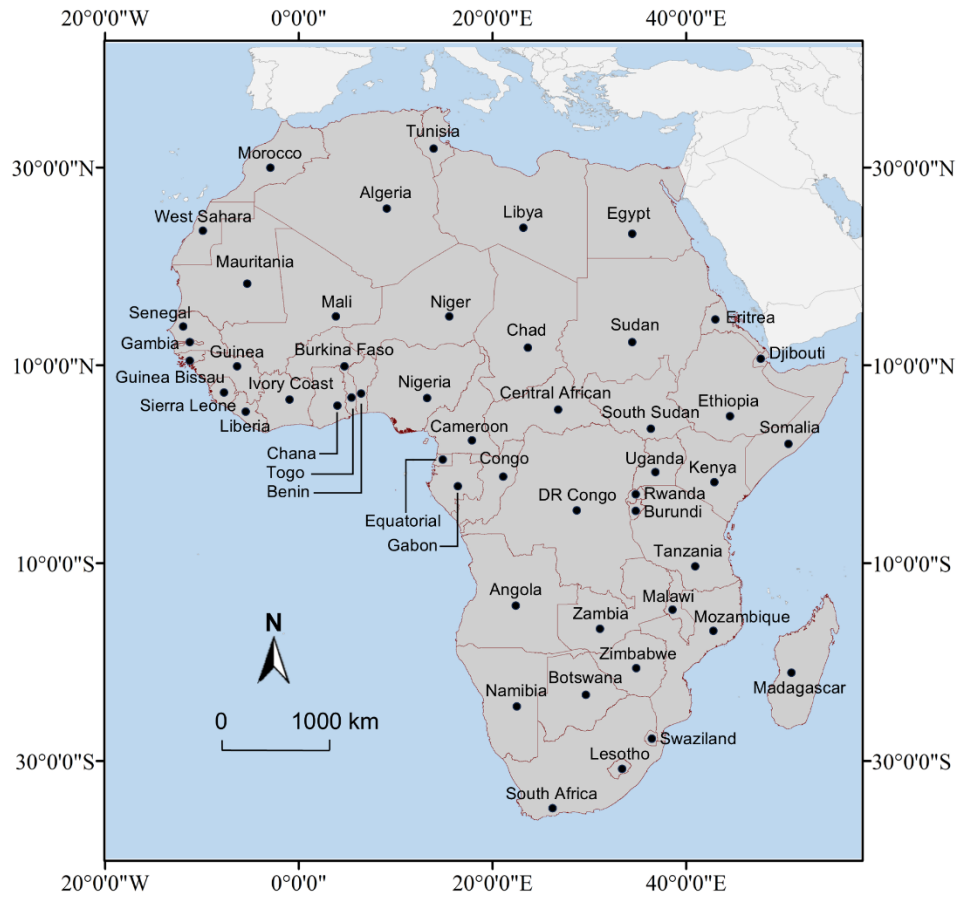 20°0'0"W 0°0'0" 20°0'0"E 40°0'0"E
Tunisia
Morocco
30°0'0"N 30°0'0"N
Algeria
West Sahara Libya Egypt
Mauritania
Mali Niger
Senegal Eritrea
Chad Sudan
Gambia
Guinea Burkina Faso Djibouti
10°0'0"N 10°0'0"N
Guinea Bissau Ivory Coast Nigeria Central African Ethiopia
Sierra Leone South Sudan
Liberia Cameroon Somalia
Chana
Togo Congo Uganda Kenya
Benin DR Congo Rwanda
Burundi
Equatorial
Gabon
Tanzania
10°0'0"S 10°0'0"S
Angola Malawi
Zambia Mozambique
N
Zimbabwe
Botswana
Namibia Madagascar
0 1000 km
Swaziland
Lesotho
30°0'0"S 30°0'0"S
South Africa
20°0'0"W 0°0'0" 20°0'0"E 40°0'0"E